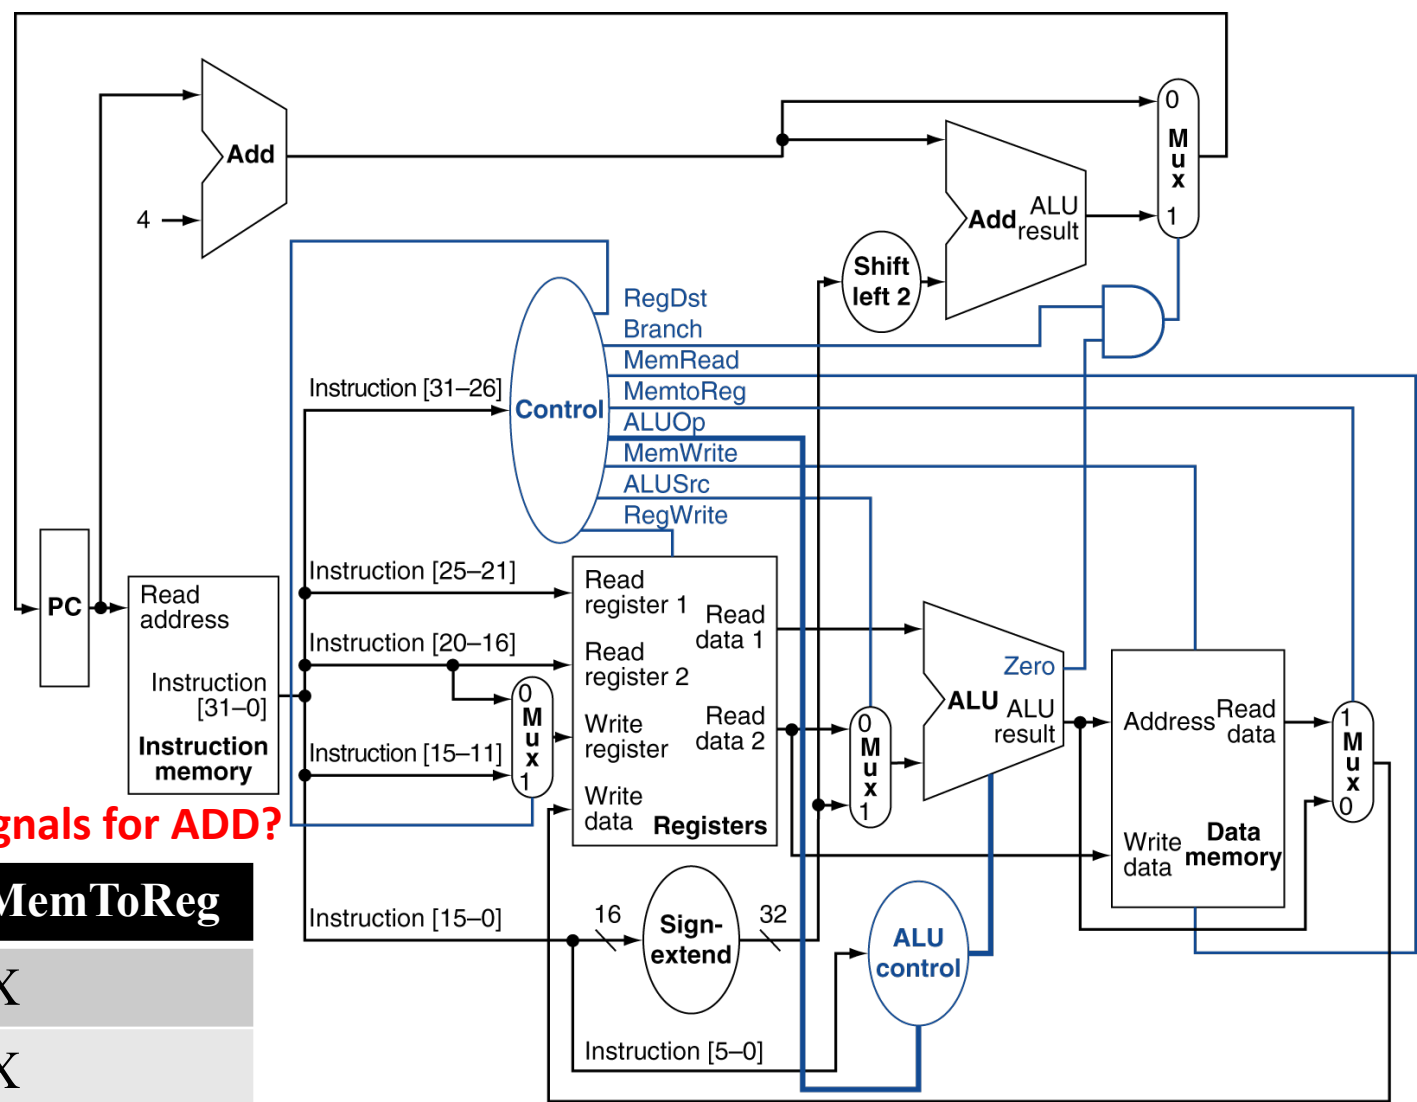 0
M
u
x
1
Add
4
Add
ALU
result
Shift
left 2
RegDst
Branch
MemRead
MemtoReg
ALUOp
MemWrite
ALUSrc
RegWrite
Control
Instruction [31–26]
Instruction [25–21]
Instruction [20–16]
Instruction [15–11]
Instruction [15–0]
Instruction [5–0]
PC
Read
address
Instruction
[31–0]
Instruction
memory
0
M
u
x
1
Read
register 1
Read
register 2
Write
register
Write
data
Read
data 1
Read
data 2
Registers
0
M
u
x
1
Zero
ALU
ALU
result
Address
Read
data
Write
data
Data
memory
1
M
u
x
0
16
Sign-
extend
32
ALU
control
gnals for ADD?
MemToReg
X
X